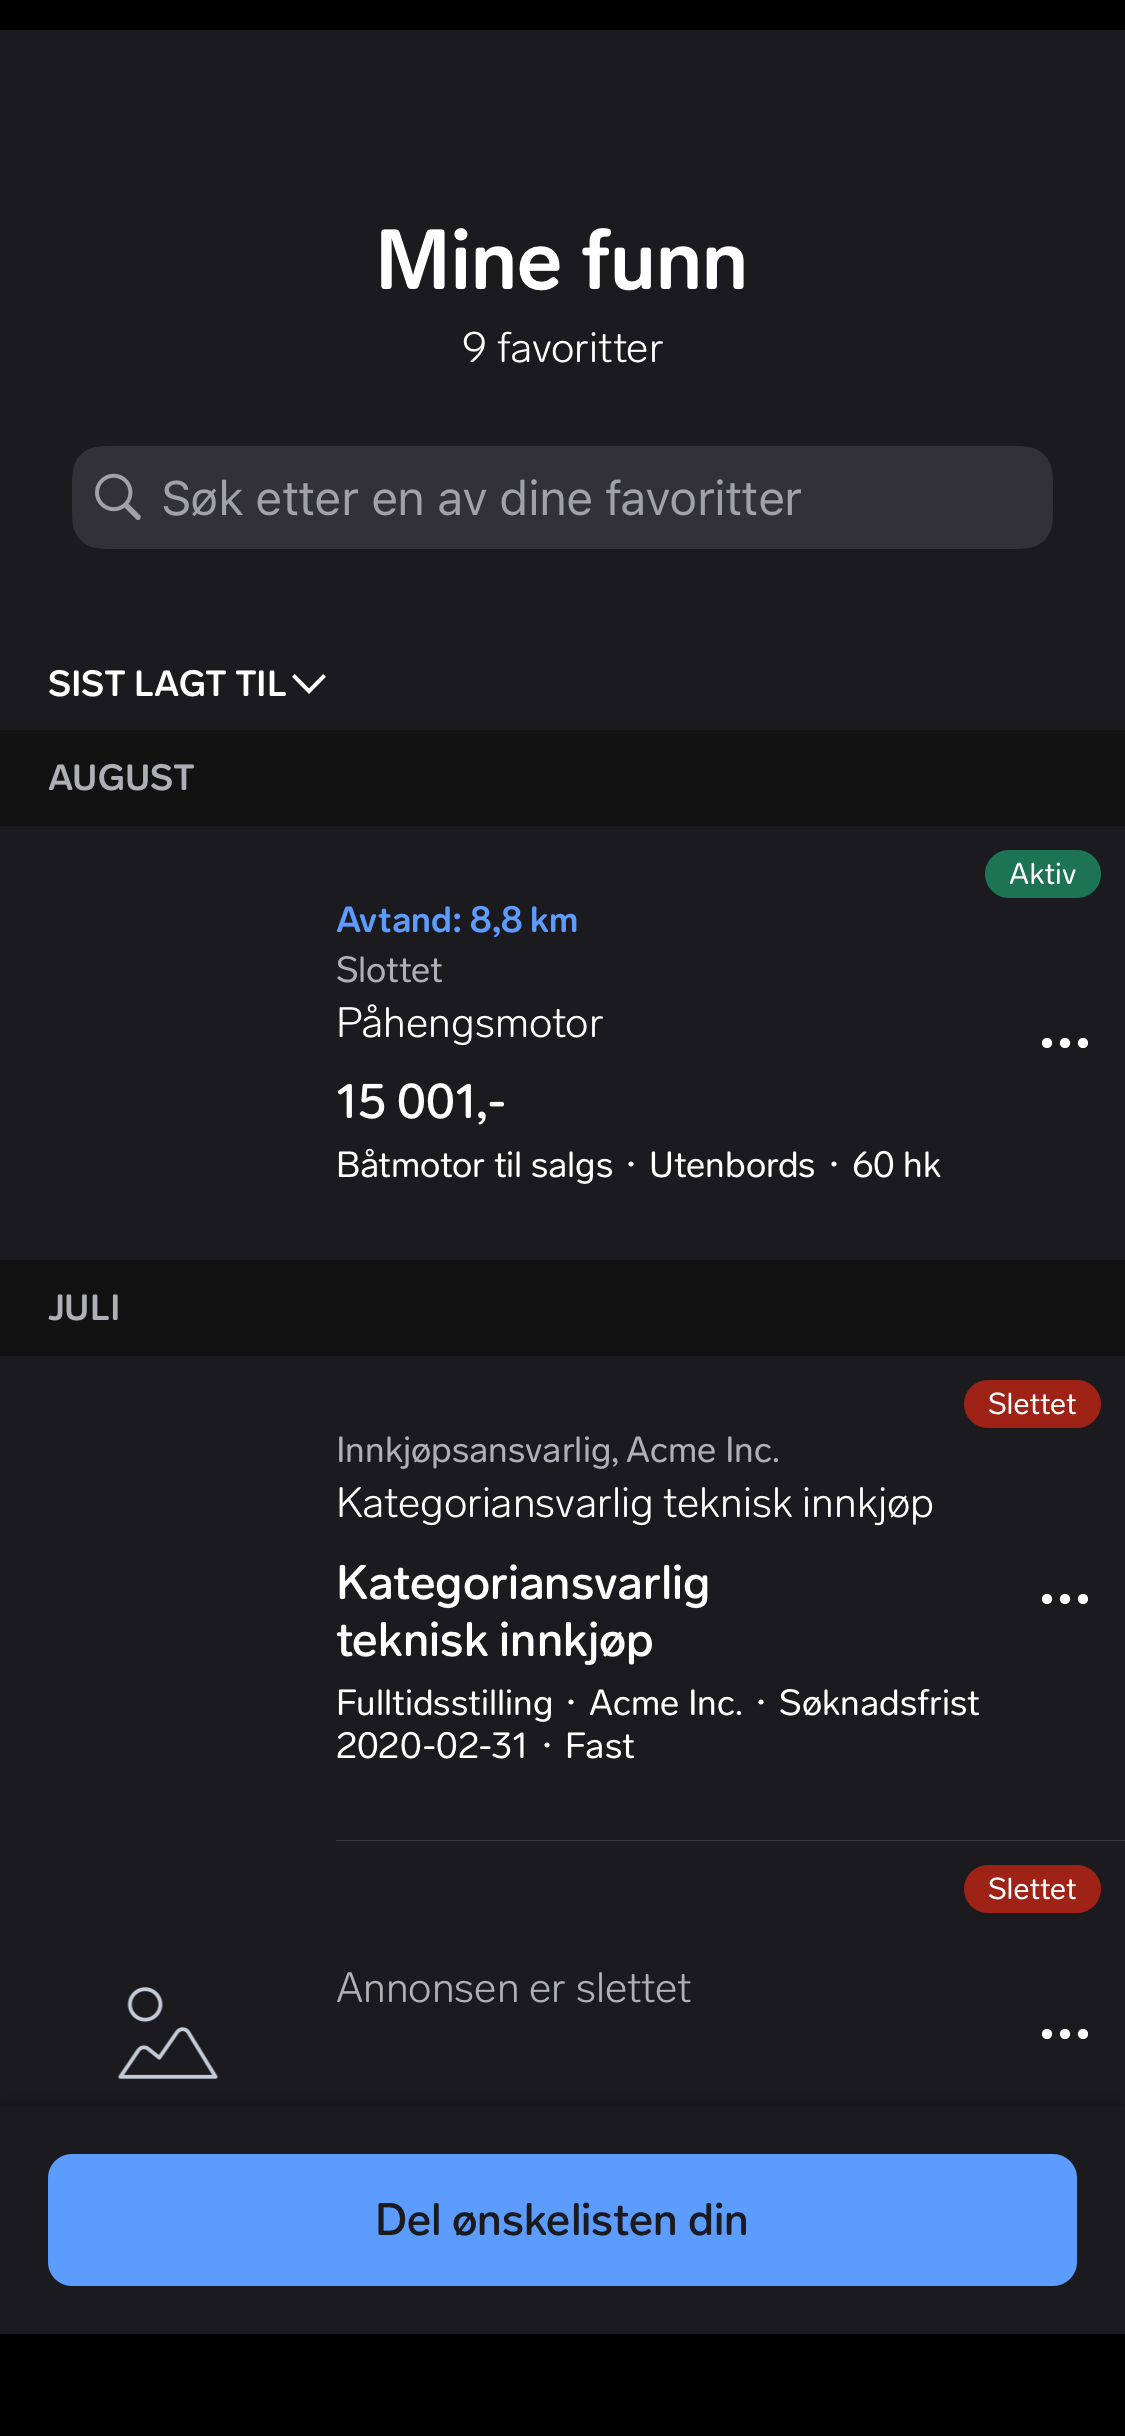 Mine funn
9 favoritter
Søk etter en av dine favoritter
SIST LAGT TIL
AUGUST
Aktiv
Avtand: 8,8 km
Slottet
Påhengsmotor
15 001,-
Båtmotor til salgs · Utenbords · 60 hk
JULI
Slettet
Innkjøpsansvarlig, Acme Inc.
Kategoriansvarlig teknisk innkjøp
Kategoriansvarlig
teknisk innkjøp
Fulltidsstilling · Acme Inc. · Søknadsfrist
2020-02-31 · Fast
Slettet
Annonsen er slettet
Del ønskelisten din